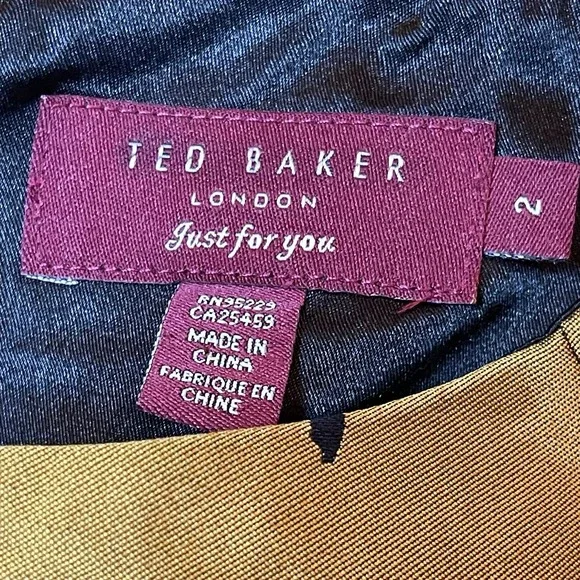 TED BAKER
LONDON
Just for you
2
RN95229
CA25459
MADE IN
CHINA
FABRIQUE EN
CHINE